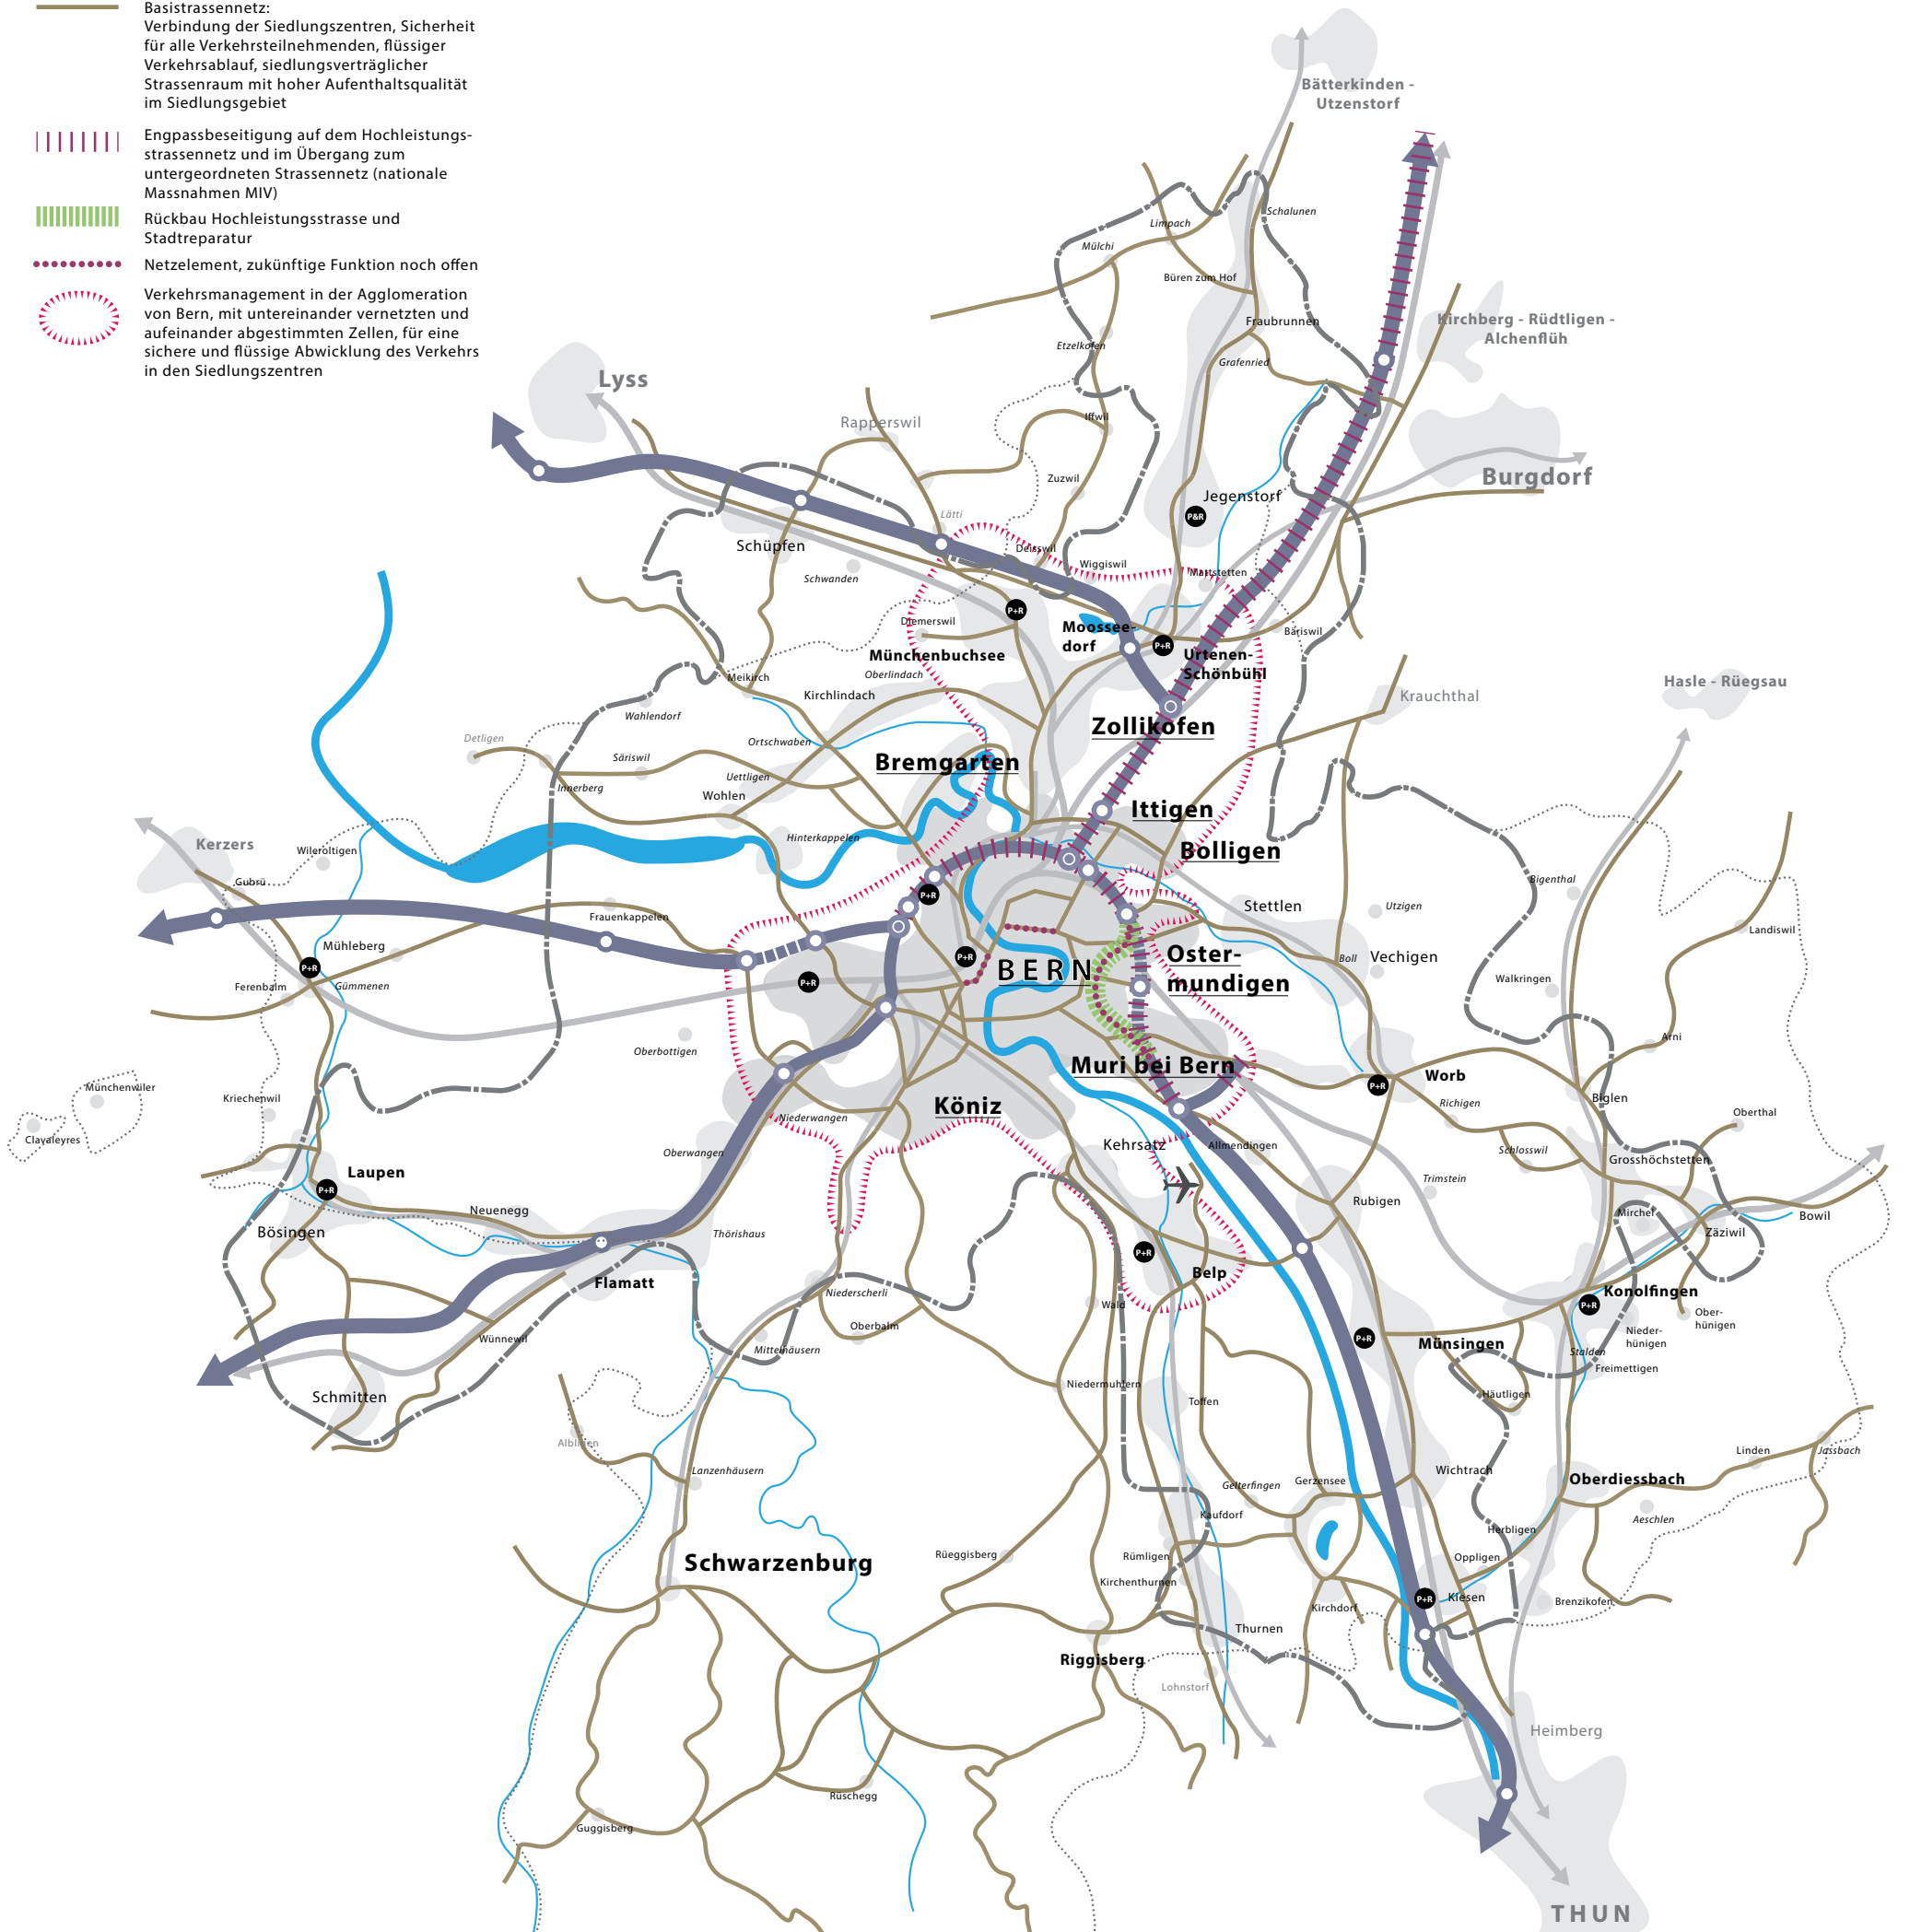 Basistrassennetz:
Verbindung der Siedlungszentren, Sicherheit
für alle Verkehrsteilnehmenden, flüssiger
Verkehrsablauf, siedlungsverträglicher
Strassenraum mit hoher Aufenthaltsqualität
im Siedlungsgebiet
Engpassbeseitigung auf dem Hochleistungs-
strassennetz und im Übergang zum
untergeordneten Strassennetz (nationale
Massnahmen MIV)
Rückbau Hochleistungsstrasse und
Stadtreparatur
Netzelement, zukünftige Funktion noch offen
Verkehrsmanagement in der Agglomeration
von Bern, mit untereinander vernetzten und
aufeinander abgestimmten Zellen, für eine
sichere und flüssige Abwicklung des Verkehrs
in den Siedlungszentren
Bätterkinden -
Utzenstorf
Schalunen
Limpach
Mülchi
Büren zum Hof
Fraubrunnen
Kirchberg - Rüdtligen -
Alchenflüh
Etzelkofen
Grafenried
Lyss
Rapperswil
Iffwil
Zuzwil
Burgdorf
Jegenstorf
P&R
Lätti
Schüpfen
Deisswil
Wiggiswil
Mattstetten
Schwanden
P+R
Diemerswil
Moossee-
dorf
P+R
Bäriswil
Münchenbuchsee
Urtenen-
Schönbühl
Oberlindach
Meikirch
Kirchlindach
Hasle - Rüegsau
Krauchthal
Wahlendorf
Zollikofen
Detligen
Ortschwaben
Säriswil
Bremgarten
Uettligen
Innerberg
Wohlen
Ittigen
Hinterkappelen
Kerzers
Wileroltigen
Bolligen
Gubrü
Bigenthal
P+R
Frauenkappelen
Stettlen
Utzigen
Landiswil
Mühleberg
P+R
P+R
Oster-
mundigen
Boll
Vechigen
BERN
P+R
Walkringen
Ferenbalm
Gümmenen
Arni
Oberbottigen
Muri bei Bern
Worb
P+R
Münchenwiler
Kriechenwil
Köniz
Richigen
Biglen
Oberthal
Niederwangen
Clavaleyres
Kehrsatz
Allmendingen
Oberwangen
Schlosswil
Grosshöchstetten
Laupen
P+R
Trimstein
Rubigen
Neuenegg
Mirchel
Bowil
Bösingen
Thörishaus
Zäziwil
P+R
Belp
Flamatt
Niederscherli
Konolfingen
P+R
Wald
Ober-
hünigen
Oberbalm
Nieder-
hünigen
Wünnewil
P+R
Münsingen
Mittelhäusern
Stalden
Freimettigen
Schmitten
Niedermuhlern
Häutligen
Toffen
Albligen
Linden
Jassbach
Lanzenhäusern
Wichtrach
Oberdiessbach
Gelterfingen
Gerzensee
Kaufdorf
Aeschlen
Herbligen
Schwarzenburg
Rüeggisberg
Rümligen
Oppligen
Kirchenthurnen
P+R
Kiesen
Brenzikofen
Kirchdorf
Thurnen
Riggisberg
Lohnstorf
Heimberg
Rüschegg
Guggisberg
THUN